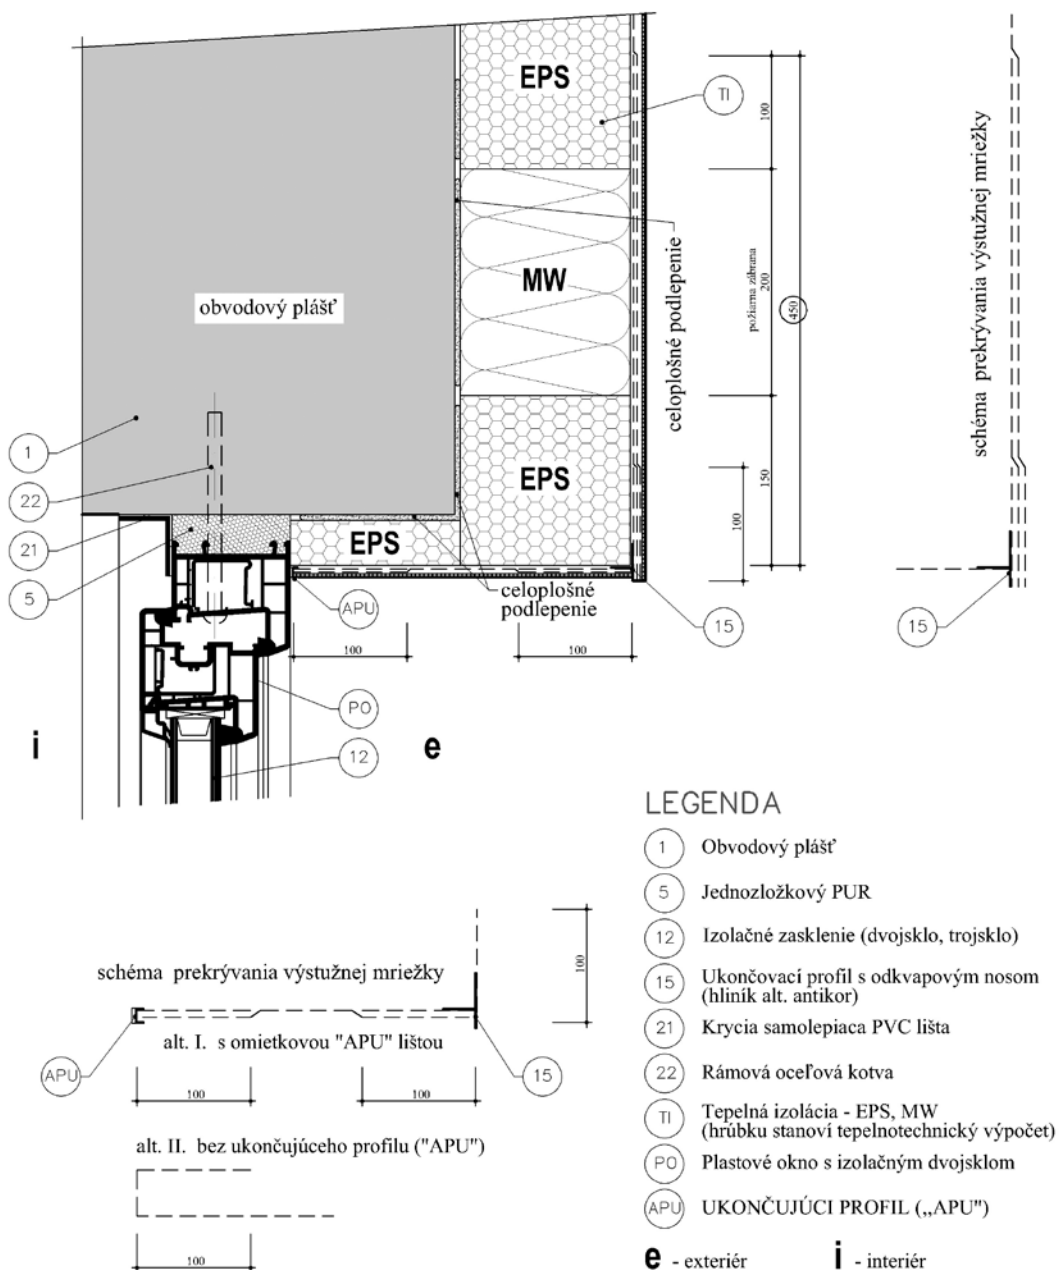 EPS
TI
100
MW
celoplošné podlepenie
požiarna zábrana
200
450
schéma prekrývania výstužnej mriežky
obvodový plášť
1
22
21
5
EPS
150
100
EPS
APU
celoplošné
podlepenie
15
15
100
100
PO
12
i
e
LEGENDA
1 Obvodový plášť
5 Jednozložkový PUR
12 Izolačné zasklenie (dvojsklo, trojsklo)
15 Ukončovací profil s odkvapovým nosom
(hliník alt. antikor)
21 Krycia samolepiaca PVC lišta
22 Rámová oceľová kotva
TI Tepelná izolácia - EPS, MW
(hrúbku stanoví tepelnotechnický výpočet)
PO Plastové okno s izolačným dvojsklom
APU UKONČUJÚCI PROFIL („APU")
e - exteriér
i - interiér
schéma prekrývania výstužnej mriežky
100
alt. I. s omietkovou "APU" lištou
APU
15
100
100
alt. II. bez ukončujúceho profilu ("APU")
100